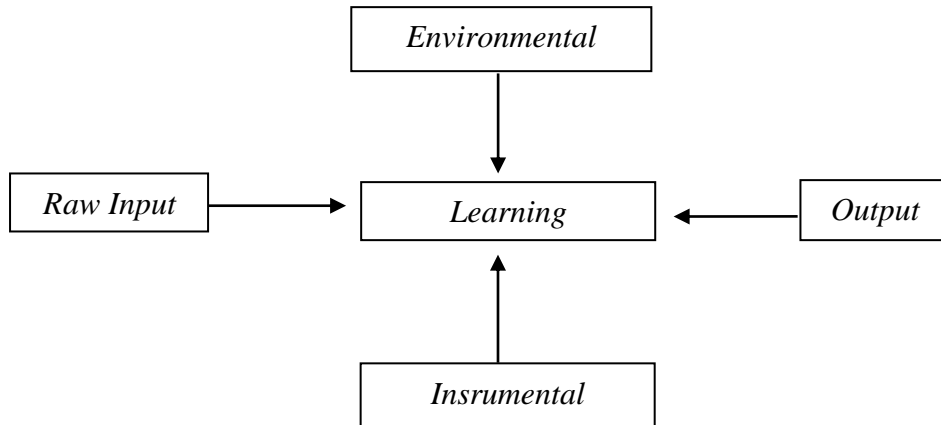 Environmental
Raw Input
Learning
Output
Insrumental